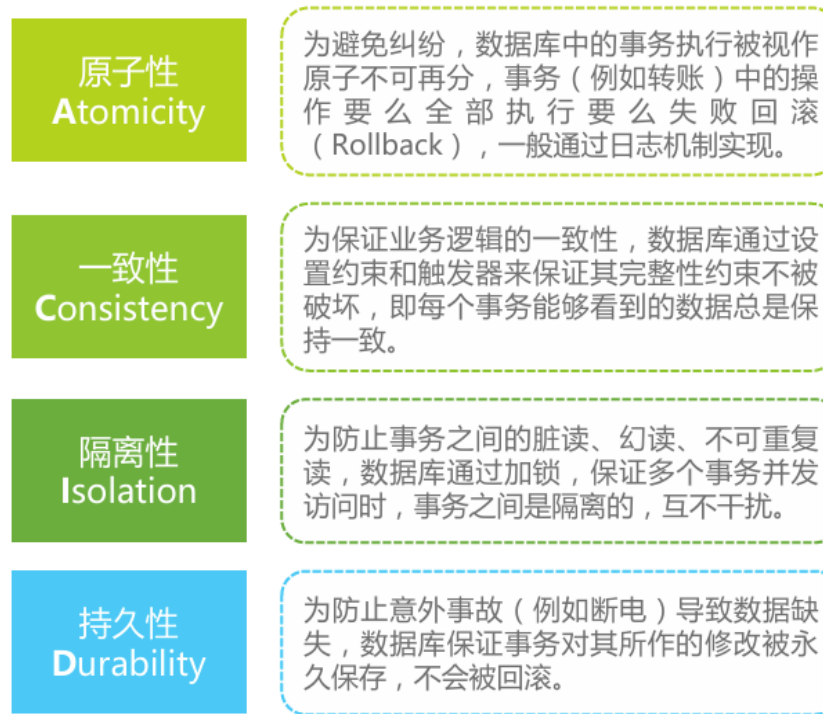 原子性
Atomicity
为避免纠纷，数据库中的事务执行被视作
原子不可再分，事务（例如转账）中的操
作要么全部执行要么失败回滚
（Rollback），一般通过日志机制实现。
一致性
Consistency
为保证业务逻辑的一致性，数据库通过设
置约束和触发器来保证其完整性约束不被
破坏，即每个事务能够看到的数据总是保
持一致。
隔离性
Isolation
为防止事务之间的脏读、幻读、不可重复
读，数据库通过加锁，保证多个事务并发
访问时，事务之间是隔离的，互不干扰。
持久性
Durability
为防止意外事故（例如断电）导致数据缺
失，数据库保证事务对其所作的修改被永
久保存，不会被回滚。